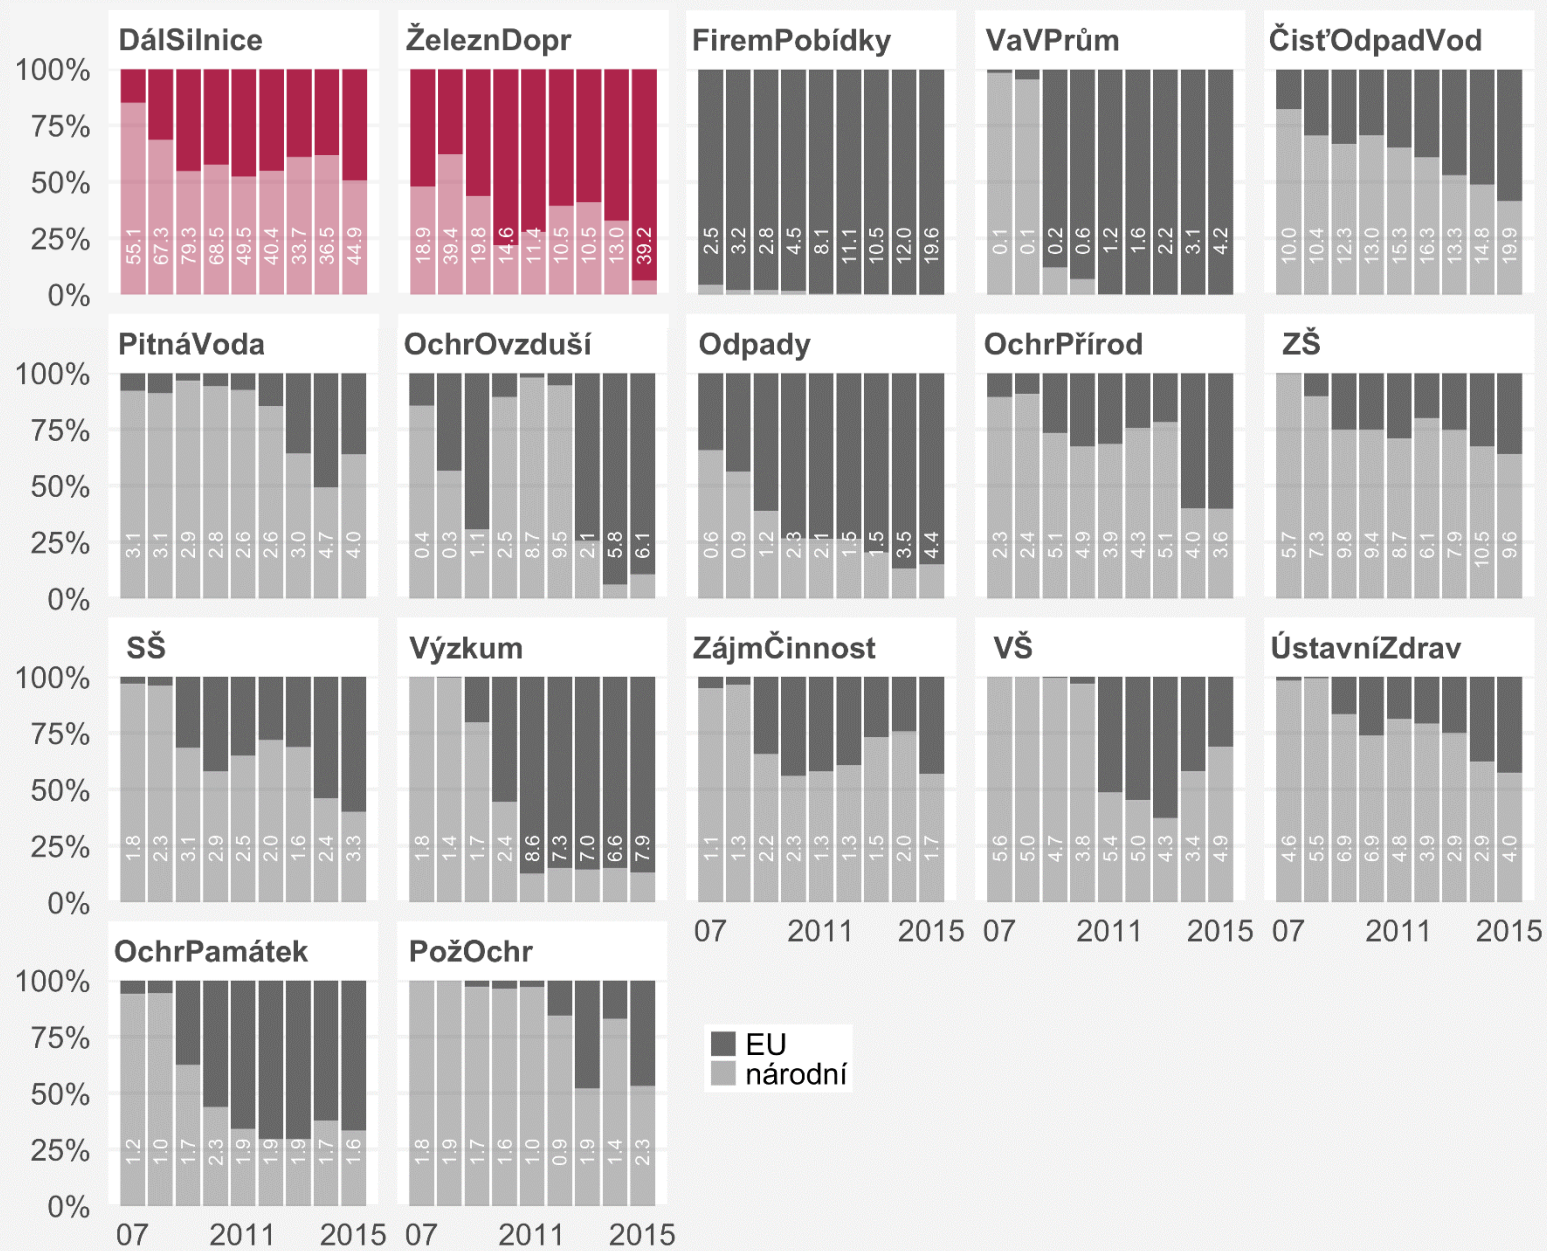 DálSilnice ŽeleznDopr FiremPobídky VaVPrům ČisťOdpadVod
100%
75%
50%
25%
0%
55.1 67.3 79.3 68.5 49.5 40.4 33.7 36.5 44.9
18.9 39.4 19.8 14.6 11.4 10.5 10.5 13.0 39.2
2.5 3.2 2.8 4.5 8.1 11.1 10.5 12.0 19.6
0.1 0.1 0.2 0.6 1.2 1.6 2.2 3.1 4.2
10.0 10.4 12.3 13.0 15.3 16.3 13.3 14.8 19.9
PitnáVoda OchrOvzduší Odpady OchrPřírod ZŠ
100%
75%
50%
25%
0%
3.1 3.1 2.9 2.8 2.6 2.6 3.0 4.7 4.0
0.4 0.3 1.1 2.5 8.7 9.5 2.1 5.8 6.1
0.6 0.9 1.2 2.3 2.1 1.5 1.5 3.5 4.4
2.3 2.4 5.1 4.9 3.9 4.3 5.1 4.0 3.6
5.7 7.3 9.8 9.4 8.7 6.1 7.9 10.5 9.6
SŠ Výzkum ZájmČinnost VŠ ÚstavníZdrav
100%
75%
50%
25%
0%
1.8 2.3 3.1 2.9 2.5 2.0 1.6 2.4 3.3
1.8 1.4 1.7 2.4 8.6 7.3 7.0 6.6 7.9
1.1 1.3 2.2 2.3 1.3 1.3 1.5 2.0 1.7
5.6 5.0 4.7 3.8 5.4 5.0 4.3 3.4 4.9
4.6 5.5 6.9 6.9 4.8 3.9 2.9 2.9 4.0
07 2011 2015 07 2011 2015 07 2011 2015
OchrPamátek PožOchr
100%
75%
50%
25%
0%
1.2 1.0 1.7 2.3 1.9 1.9 1.9 1.7 1.6
1.8 1.9 1.7 1.6 1.0 0.9 1.9 1.4 2.3
07 2011 2015 07 2011 2015
EU
národní